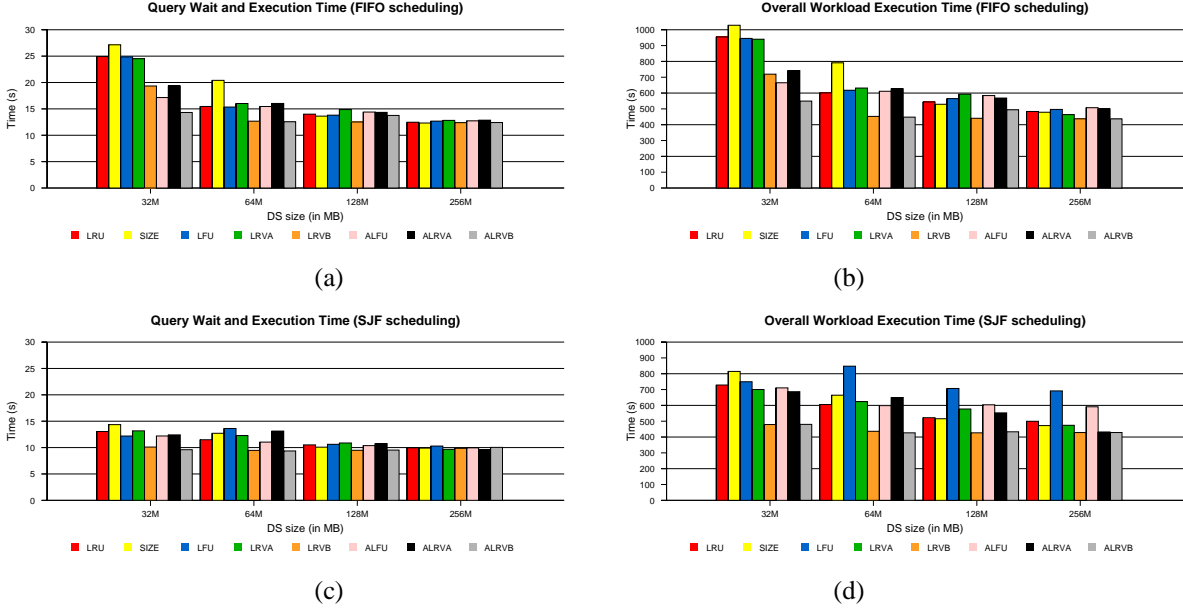 Query Wait and Execution Time (FIFO scheduling)
30
25
20
15
10
5
0
Time (s)
32M 64M 128M 256M
DS size (in MB)
LRU SIZE LFU LRVA LRVB ALFU ALRVA ALRVB
(a)
Overall Workload Execution Time (FIFO scheduling)
1000
900
800
700
600
500
400
300
200
100
0
Time (s)
32M 64M 128M 256M
DS size (in MB)
LRU SIZE LFU LRVA LRVB ALFU ALRVA ALRVB
(b)
Query Wait and Execution Time (SJF scheduling)
30
25
20
15
10
5
0
Time (s)
32M 64M 128M 256M
DS size (in MB)
LRU SIZE LFU LRVA LRVB ALFU ALRVA ALRVB
(c)
Overall Workload Execution Time (SJF scheduling)
1000
900
800
700
600
500
400
300
200
100
0
Time (s)
32M 64M 128M 256M
DS size (in MB)
LRU SIZE LFU LRVA LRVB ALFU ALRVA ALRVB
(d)